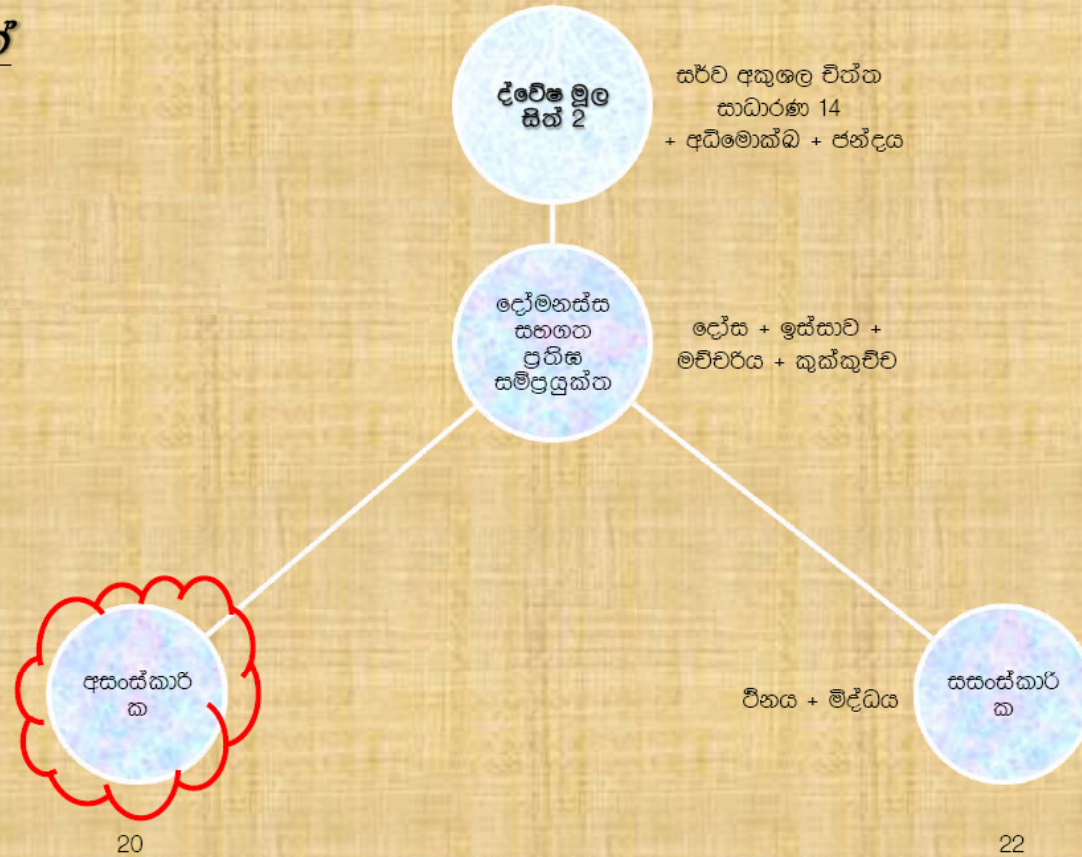 ද්වේෂ මූල
සිත් 2
සර්ව අකුශල චිත්ත
සාධාරණ 14
+ අධිමොක්ඛ + ඡන්දය
දෝමනස්ස
සහගත
ප්‍රතිඝ
සම්ප්‍රයුක්ත
දෝස + ඉස්සාව +
මච්චරිය + කුක්කුච්ච
අසංස්කාරි
ක
ථිනය + මිද්ධය
සසංස්කාරි
ක
20
22